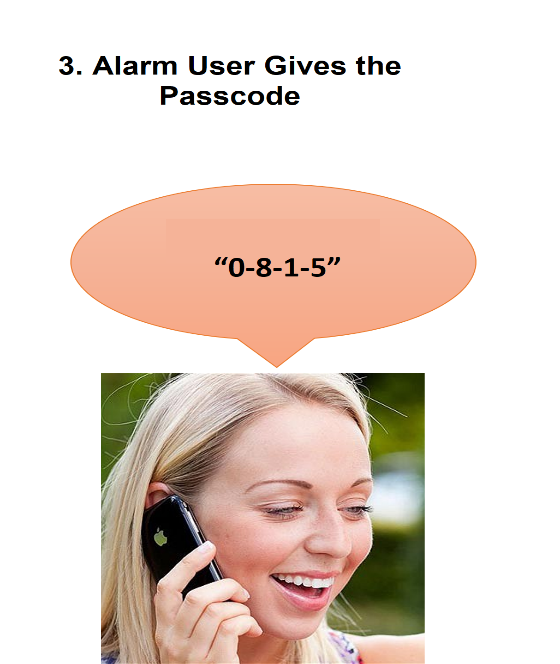 3. Alarm User Gives the
Passcode
“0-8-1-5”